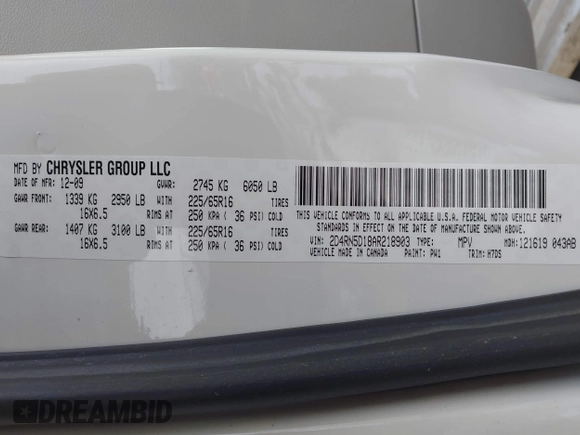 MFD BY CHRYSLER GROUP LLC
DATE OF MFR: 12-09 GVWR: 2745 KG 6050 LB
GAWR FRONT: 1339 KG 2950 LB WITH 225/65R16 TIRES
16X6.5 RIMS AT 250 KPA ( 36 PSI) COLD
GAWR REAR: 1407 KG 3100 LB WITH 225/65R16 TIRES
16X6.5 RIMS AT 250 KPA ( 36 PSI) COLD
THIS VEHICLE CONFORMS TO ALL APPLICABLE U.S.A. FEDERAL MOTOR VEHICLE SAFETY
STANDARDS IN EFFECT ON THE DATE OF MANUFACTURE SHOWN ABOVE.
VIN: 2D4RN5D18AR218903 TYPE: MPV MDH: 121619 043AB
VEHICLE MADE IN CANADA PAINT: PW1 TRIM: H7DS
DREAMBID